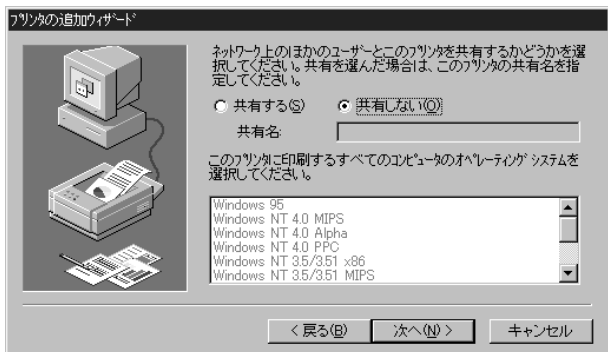 プリンタの追加ウィザード
ネットワーク上のほかのユーザーとこのプリンタを共有するかどうかを選
択してください。共有を選んだ場合は、このプリンタの共有名を指
定してください。
共有する(S) 共有しない(O)
共有名:
このプリンタに印刷するすべてのコンピュータのオペレーティング システムを
選択してください。
Windows 95
Windows NT 4.0 MIPS
Windows NT 4.0 Alpha
Windows NT 4.0 PPC
Windows NT 3.5/3.51 x86
Windows NT 3.5/3.51 MIPS
< 戻る(B) 次へ(N) > キャンセル